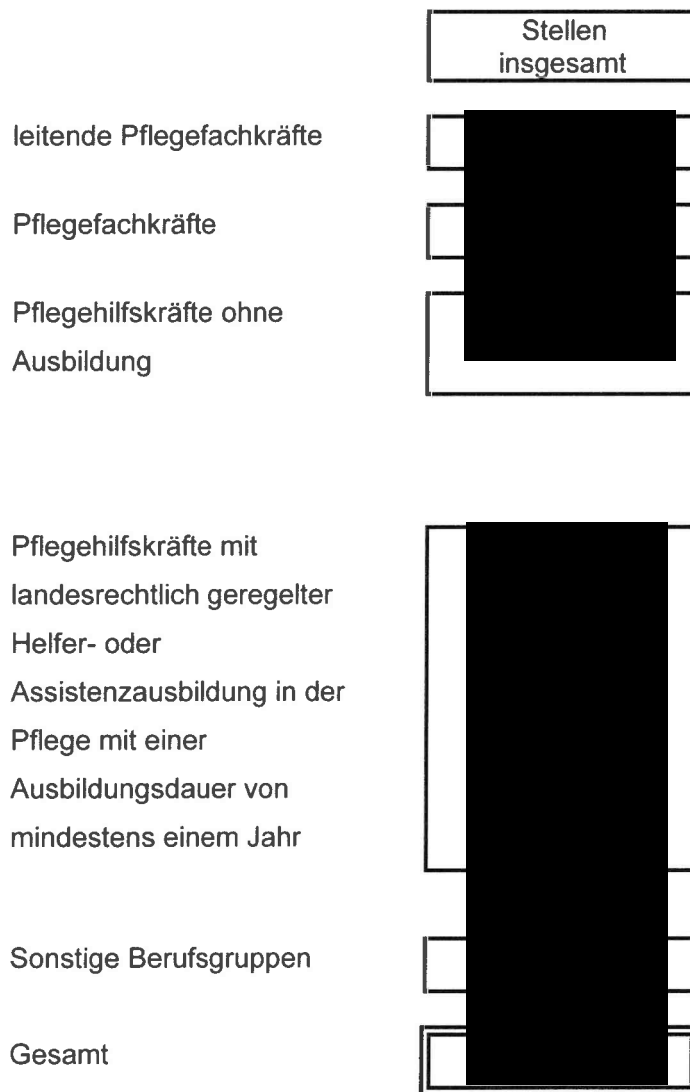 Stellen
insgesamt
leitende Pflegefachkräfte
Pflegefachkräfte
Pflegehilfskräfte ohne
Ausbildung
Pflegehilfskräfte mit
landesrechtlich geregelter
Helfer- oder
Assistenzausbildung in der
Pflege mit einer
Ausbildungsdauer von
mindestens einem Jahr
Sonstige Berufsgruppen
Gesamt